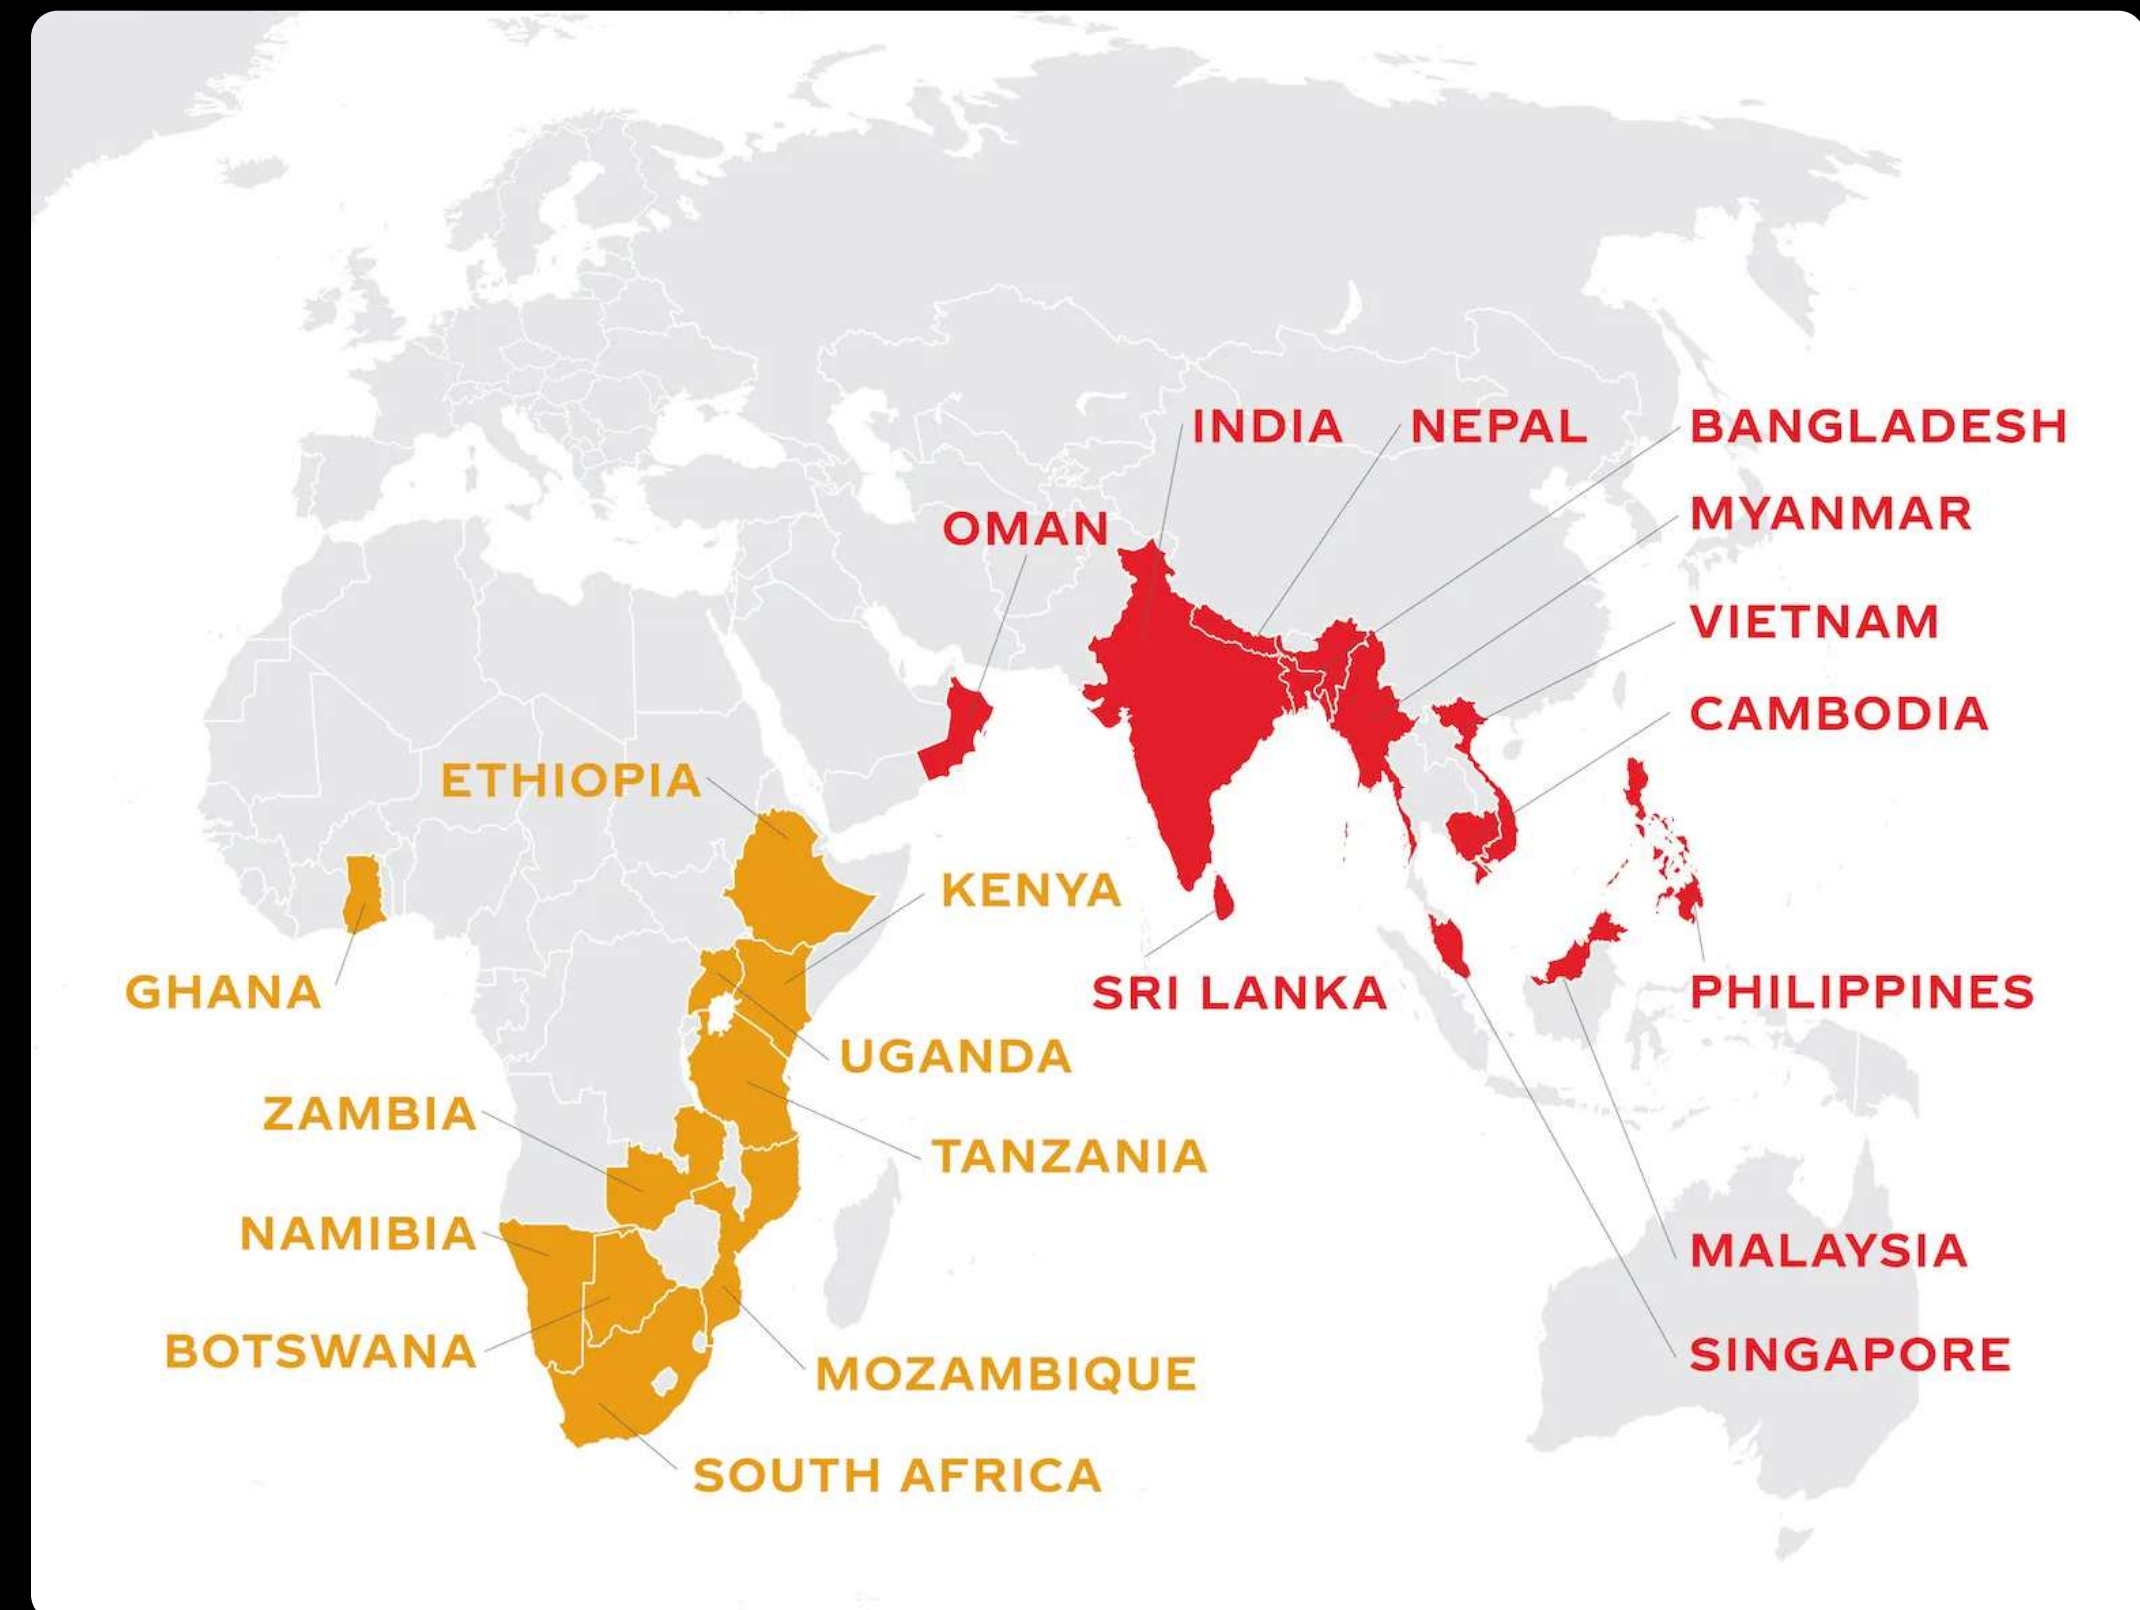 INDIA
NEPAL
BANGLADESH
MYANMAR
OMAN
VIETNAM
CAMBODIA
ETHIOPIA
KENYA
GHANA
SRI LANKA
PHILIPPINES
UGANDA
ZAMBIA
TANZANIA
NAMIBIA
MALAYSIA
BOTSWANA
SINGAPORE
MOZAMBIQUE
SOUTH AFRICA